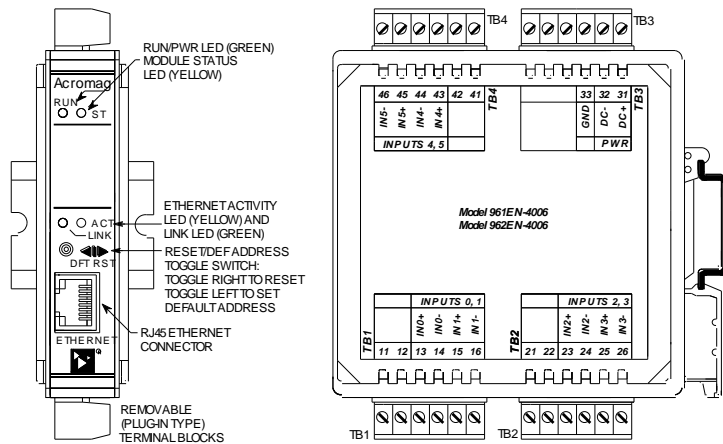 TB4
TB3
RUN/PWR LED (GREEN)
MODULE STATUS
LED (YELLOW)
Acromag
RUN
ST
46 45 44 43 42 41
IN5- IN5+ IN4- IN4+
INPUTS 4, 5
TB4
33 32 31
GND DC- DC+
PWR
TB3
ETHERNET ACTIVITY
LED (YELLOW) AND
LINK LED (GREEN)
ACT
LINK
DFT RST
RESET/DEF ADDRESS
TOGGLE SWITCH:
TOGGLE RIGHT TO RESET
TOGGLE LEFT TO SET
DEFAULT ADDRESS
Model 961EN-4006
Model 962EN-4006
RJ45 ETHERNET
CONNECTOR
ETHERNET
TB1
INPUTS 0, 1
IN0+ IN0- IN1+ IN1-
11 12 13 14 15 16
TB2
INPUTS 2, 3
IN2+ IN2- IN3+ IN3-
21 22 23 24 25 26
REMOVABLE
(PLUG-IN TYPE)
TERMINAL BLOCKS
TB1
TB2